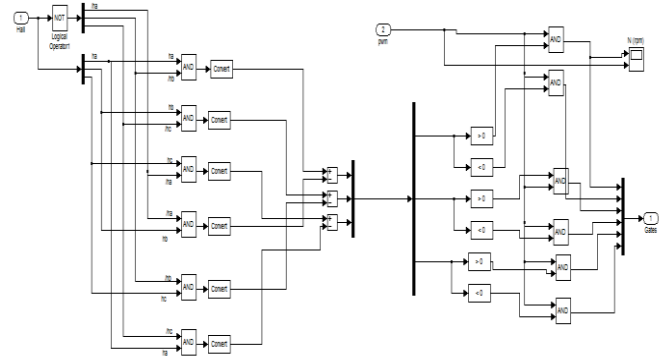 1
Hall
NOT
Logical
Operator1
/ha
ha
ha
AND
Convert
/hb
hb
AND
Convert
/hc
hc
AND
Convert
/ha
/ha
AND
Convert
hb
/hb
AND
Convert
hc
/hc
AND
Convert
ha
+
−
+
−
+
−
2
pwm
AND
N (rpm)
AND
> 0
< 0
> 0
AND
< 0
AND
> 0
AND
< 0
AND
1
Gates